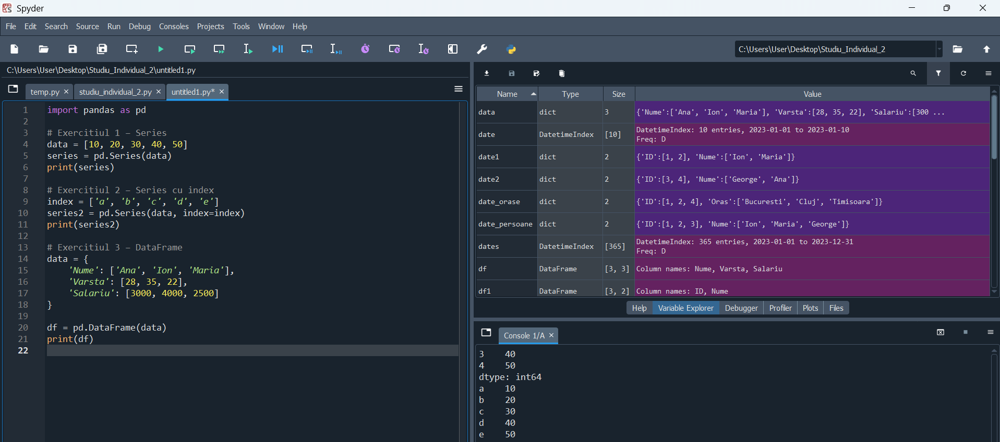 Spyder
File Edit Search Source Run Debug Consoles Projects Tools Window Help
C:\Users\User\Desktop\Studiu_Individual_2
C:\Users\User\Desktop\Studiu_Individual_2\untitled1.py
temp.py studiu_individual_2.py untitled1.py*
1 import pandas as pd
2
3 # Exercitiul 1 – Series
4 data = [10, 20, 30, 40, 50]
5 series = pd.Series(data)
6 print(series)
7
8 # Exercitiul 2 – Series cu index
9 index = ['a', 'b', 'c', 'd', 'e']
10 series2 = pd.Series(data, index=index)
11 print(series2)
12
13 # Exercitiul 3 – DataFrame
14 data = {
15 'Nume': ['Ana', 'Ion', 'Maria'],
16 'Varsta': [28, 35, 22],
17 'Salariu': [3000, 4000, 2500]
18 }
19
20 df = pd.DataFrame(data)
21 print(df)
22
Name Type Size Value
data dict 3 {'Nume':['Ana', 'Ion', 'Maria'], 'Varsta':[28, 35, 22], 'Salariu':[300 ...
date DatetimeIndex [10] DatetimeIndex: 10 entries, 2023-01-01 to 2023-01-10
Freq: D
date1 dict 2 {'ID':[1, 2], 'Nume':['Ion', 'Maria']}
date2 dict 2 {'ID':[3, 4], 'Nume':['George', 'Ana']}
date_orase dict 2 {'ID':[1, 2, 4], 'Oras':['Bucuresti', 'Cluj', 'Timisoara']}
date_persoane dict 2 {'ID':[1, 2, 3], 'Nume':['Ion', 'Maria', 'George']}
dates DatetimeIndex [365] DatetimeIndex: 365 entries, 2023-01-01 to 2023-12-31
Freq: D
df DataFrame [3, 3] Column names: Nume, Varsta, Salariu
df1 DataFrame [3, 2] Column names: ID, Nume
Help Variable Explorer Debugger Profiler Plots Files
Console 1/A
3 40
4 50
dtype: int64
a 10
b 20
c 30
d 40
e 50